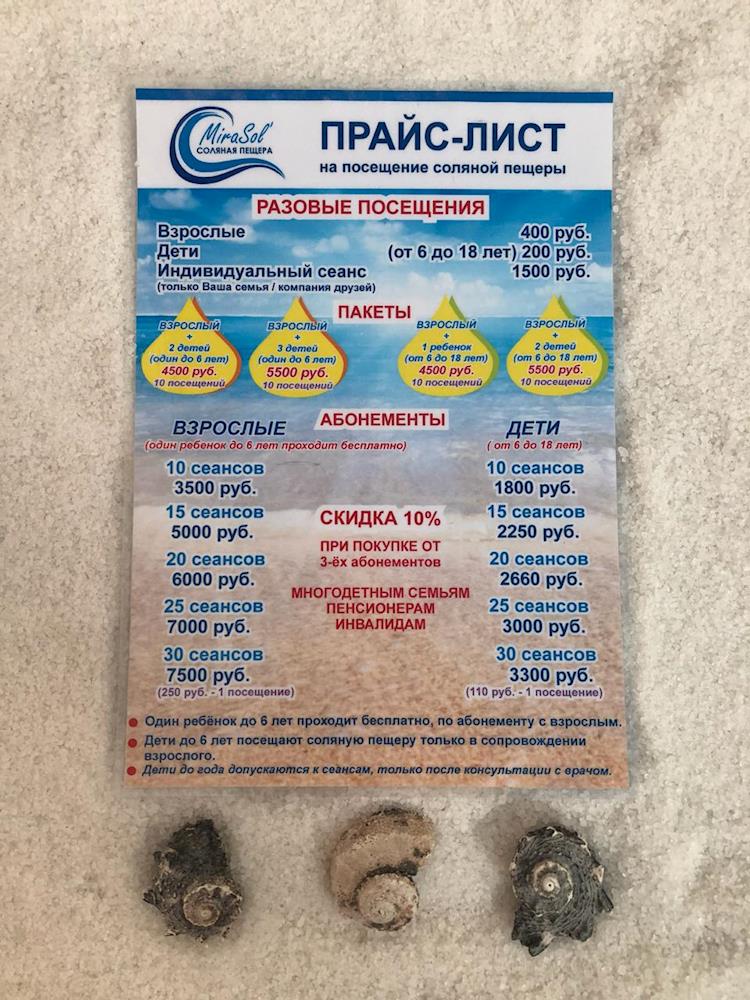 MiraSol'
СОЛЯНАЯ ПЕЩЕРА
ПРАЙС-ЛИСТ
на посещение соляной пещеры
РАЗОВЫЕ ПОСЕЩЕНИЯ
Взрослые 400 руб.
Дети (от 6 до 18 лет) 200 руб.
Индивидуальный сеанс 1500 руб.
(только Ваша семья / компания друзей)
ПАКЕТЫ
ВЗРОСЛЫЙ
+
2 детей
(один до 6 лет)
4500 руб.
10 посещений
ВЗРОСЛЫЙ
+
3 детей
(один до 6 лет)
5500 руб.
10 посещений
ВЗРОСЛЫЙ
+
1 ребенок
(от 6 до 18 лет)
4500 руб.
10 посещений
ВЗРОСЛЫЙ
+
2 детей
(от 6 до 18 лет)
5500 руб.
10 посещений
АБОНЕМЕНТЫ
ВЗРОСЛЫЕ
(один ребенок до 6 лет проходит бесплатно)
10 сеансов
3500 руб.
15 сеансов
5000 руб.
20 сеансов
6000 руб.
25 сеансов
7000 руб.
30 сеансов
7500 руб.
(250 руб. - 1 посещение)
СКИДКА 10%
ПРИ ПОКУПКЕ ОТ
3-ёх абонементов
МНОГОДЕТНЫМ СЕМЬЯМ
ПЕНСИОНЕРАМ
ИНВАЛИДАМ
ДЕТИ
( от 6 до 18 лет)
10 сеансов
1800 руб.
15 сеансов
2250 руб.
20 сеансов
2660 руб.
25 сеансов
3000 руб.
30 сеансов
3300 руб.
(110 руб. - 1 посещение)
Один ребёнок до 6 лет проходит бесплатно, по абонементу с взрослым.
Дети до 6 лет посещают соляную пещеру только в сопровождении
взрослого.
Дети до года допускаются к сеансам, только после консультации с врачом.